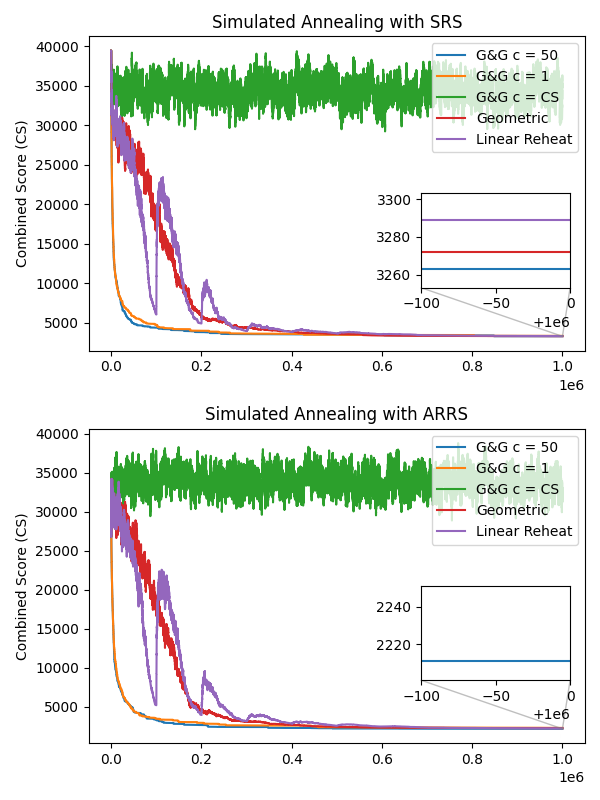 Simulated Annealing with SRS
Combined Score (CS)
40000
35000
30000
25000
20000
15000
10000
5000
G&G c = 50
G&G c = 1
G&G c = CS
Geometric
Linear Reheat
3300
3280
3260
−100
−50
0
+1e6
0.0
0.2
0.4
0.6
0.8
1.0
1e6
Simulated Annealing with ARRS
Combined Score (CS)
40000
35000
30000
25000
20000
15000
10000
5000
G&G c = 50
G&G c = 1
G&G c = CS
Geometric
Linear Reheat
2240
2220
−100
−50
0
+1e6
0.0
0.2
0.4
0.6
0.8
1.0
1e6